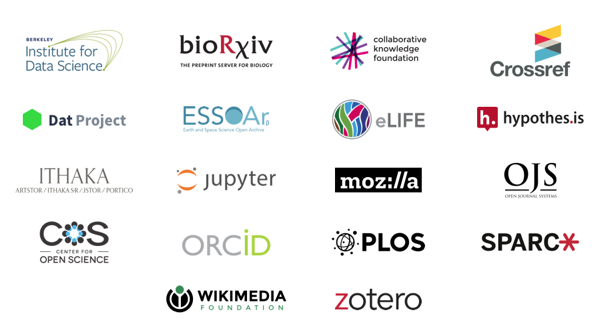 BERKELEY
Institute for
Data Science
bioRxiv
THE PREPRINT SERVER FOR BIOLOGY
collaborative
knowledge
foundation
Crossref
Dat Project
ESSOAr
β
Earth and Space Science Open Archive
eLIFE
h. hypothes.is
ITHAKA
ARTSTOR / ITHAKA S+R / JSTOR / PORTICO
jupyter
moz://a
OJS
OPEN JOURNAL SYSTEMS
COS
CENTER FOR
OPEN SCIENCE
ORCID
PLOS
SPARC
WIKIMEDIA
FOUNDATION
zotero